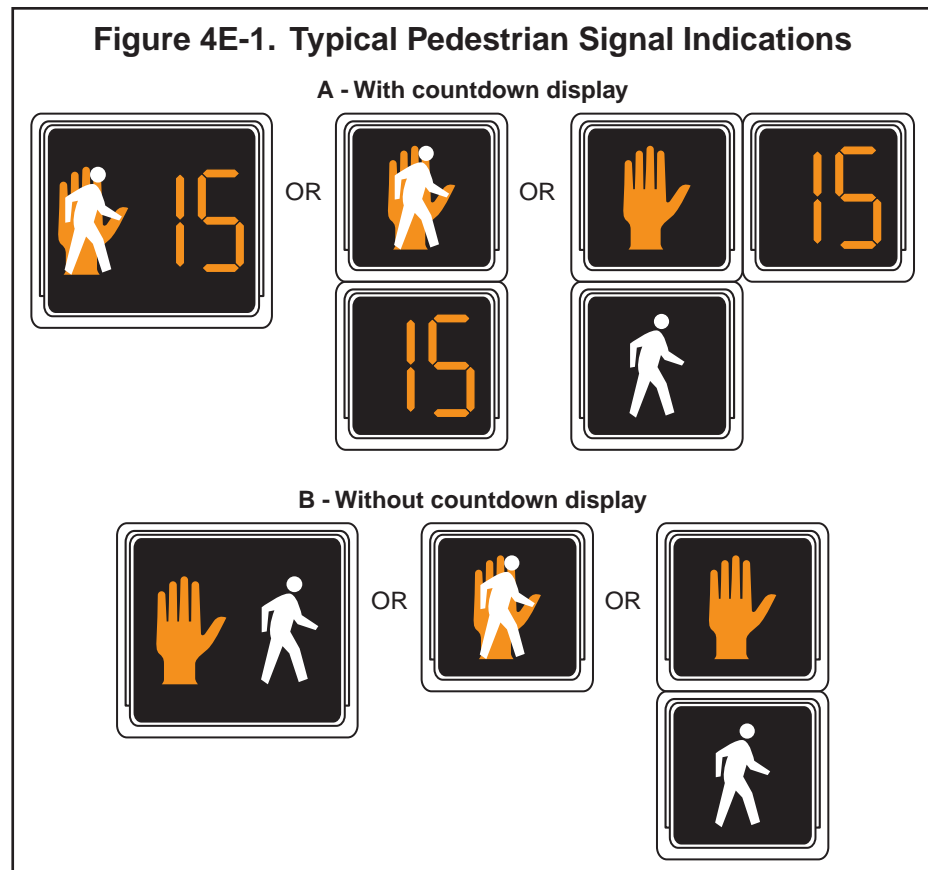 Figure 4E-1. Typical Pedestrian Signal Indications
A - With countdown display
15 OR OR 15
15
B - Without countdown display
OR OR